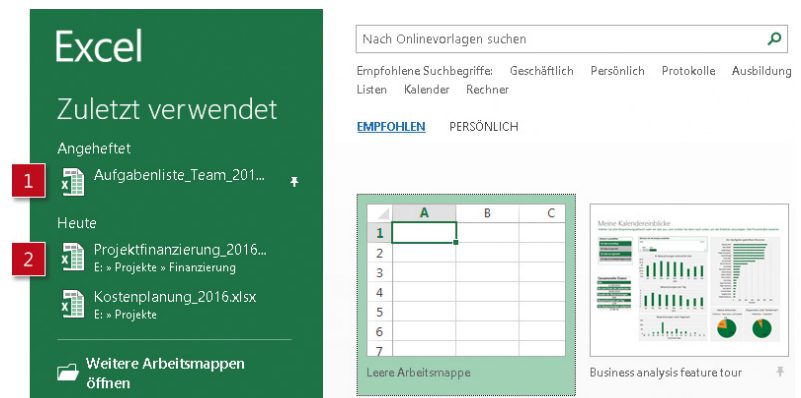 Excel
Zuletzt verwendet
Angeheftet
1
Aufgabenliste_Team_201...
Heute
2
Projektfinanzierung_2016...
E: » Projekte » Finanzierung
Kostenplanung_2016.xlsx
E: » Projekte
Weitere Arbeitsmappen
öffnen
Nach Onlinevorlagen suchen
Empfohlene Suchbegriffe: Geschäftlich Persönlich Protokolle Ausbildung
Listen Kalender Rechner
EMPFOHLEN PERSÖNLICH
A B C
1
2
3
4
5
6
7
Leere Arbeitsmappe
Meine Kalendereinblicke
Business analysis feature tour